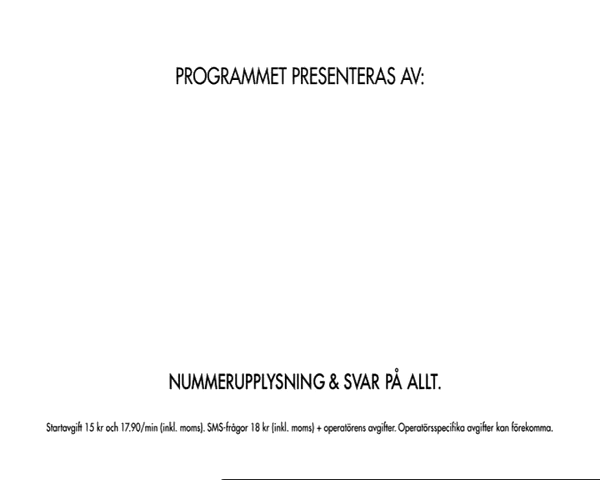 PROGRAMMET PRESENTERAS AV:
NUMMERUPPLYSNING & SVAR PÅ ALLT.
Startavgift 15 kr och 17.90/min (inkl. moms). SMS-frågor 18 kr (inkl. moms) + operatörens avgifter. Operatörsspecifika avgifter kan förekomma.